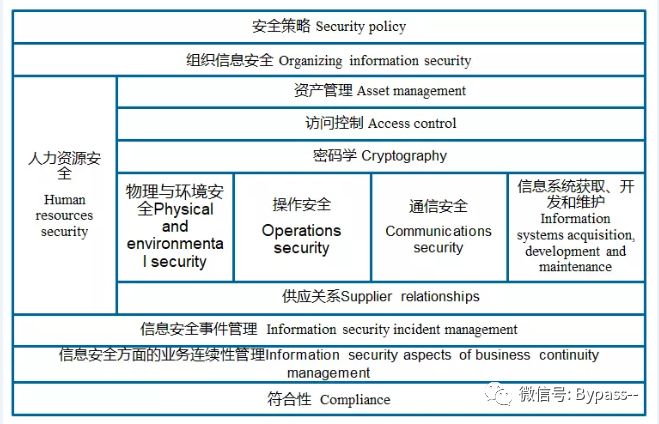 安全策略 Security policy
组织信息安全 Organizing information security
人力资源安
全
Human
resources
security
资产管理 Asset management
访问控制 Access control
密码学 Cryptography
物理与环境安
全Physical
and
environmenta
l security
操作安全
Operations
security
通信安全
Communications
security
信息系统获取、开
发和维护
Information
systems acquisition,
development and
maintenance
供应关系Supplier relationships
信息安全事件管理 Information security incident management
信息安全方面的业务连续性管理Information security aspects of business continuity
management
符合性 Compliance
微信号: Bypass--